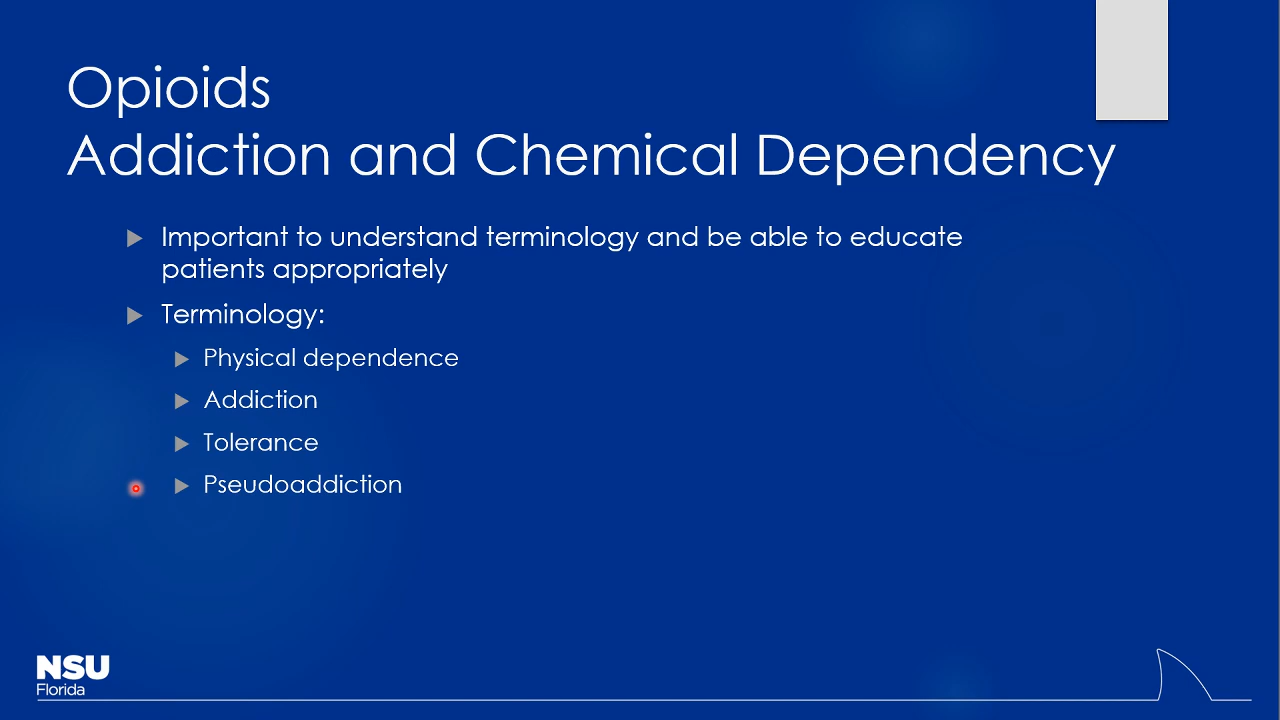 Opioids
Addiction and Chemical Dependency
Important to understand terminology and be able to educate
patients appropriately
Terminology:
Physical dependence
Addiction
Tolerance
Pseudoaddiction
NSU
Florida